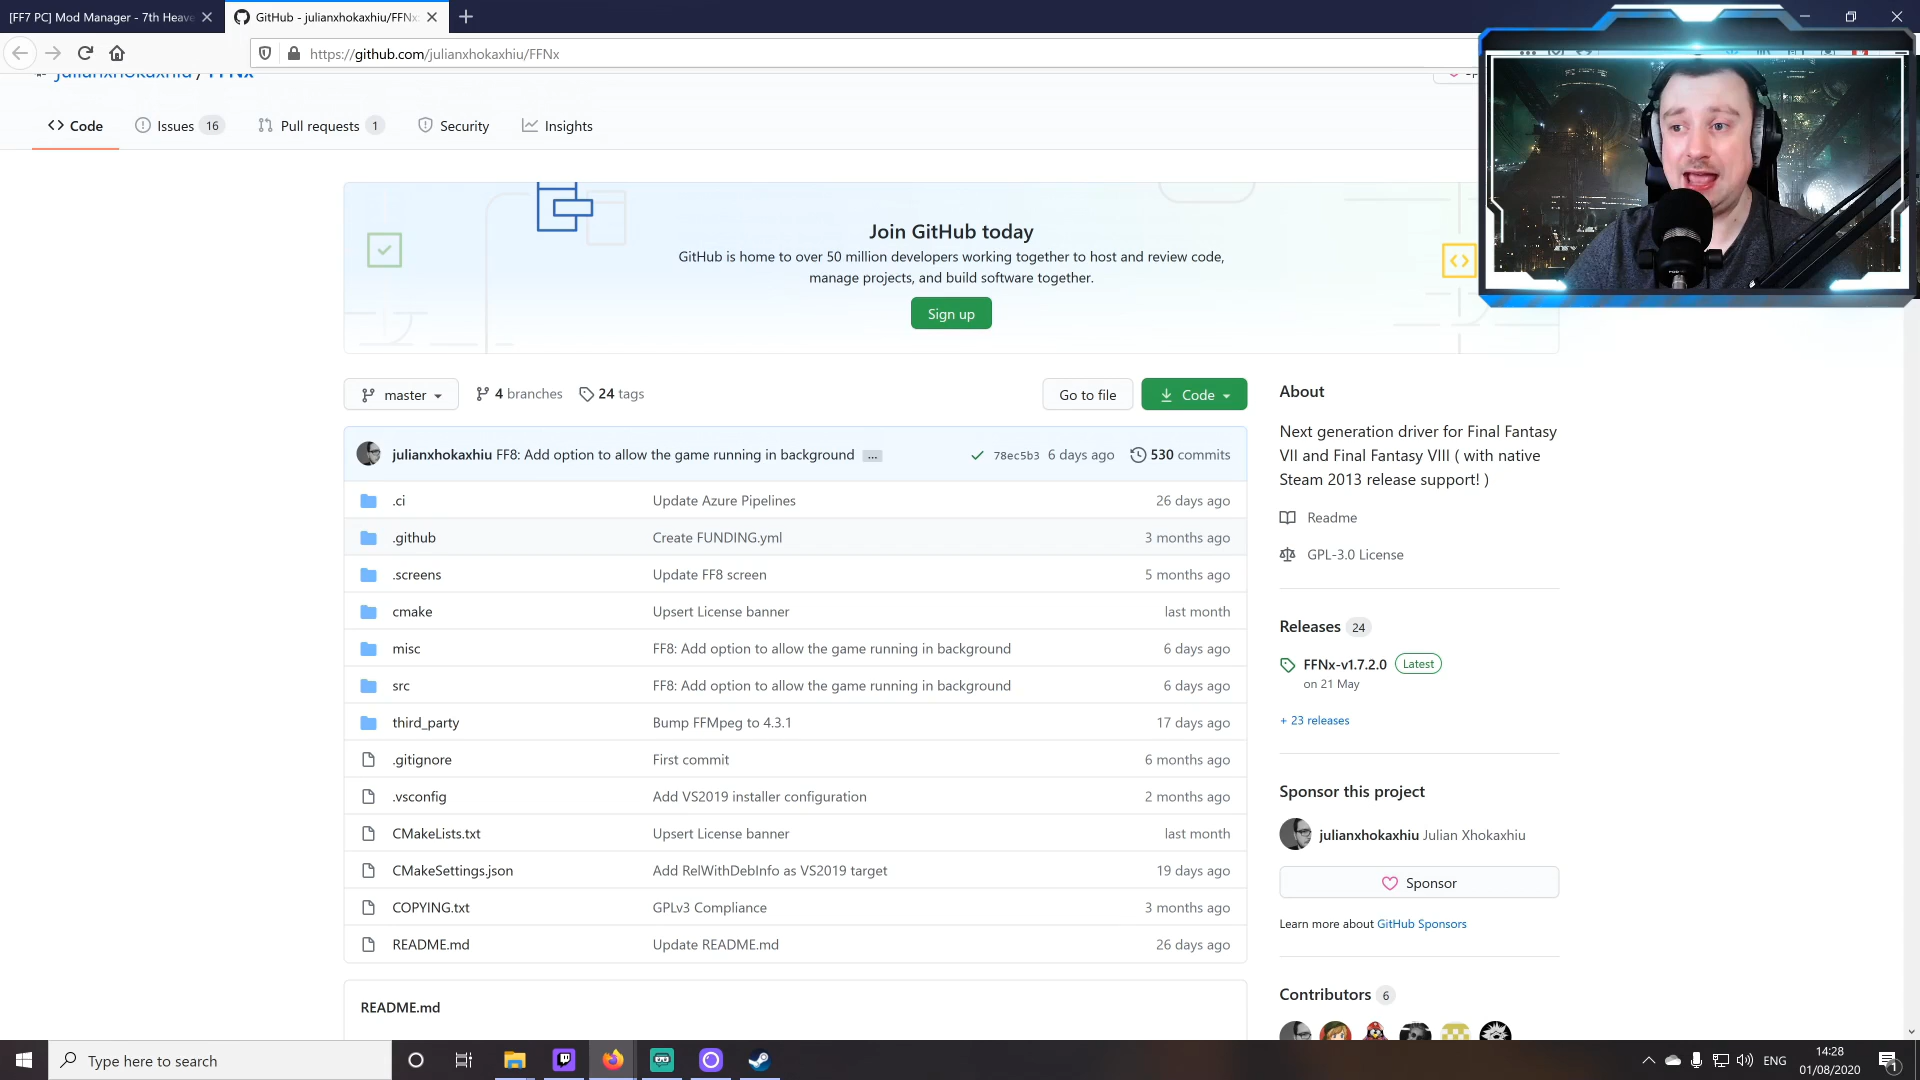 [FF7 PC] Mod Manager - 7th Heave
GitHub - julianxhokaxhiu/FFNx:
https://github.com/julianxhokaxhiu/FFNx
julianxhokaxhiu / FFNx
Code
Issues 16
Pull requests 1
Security
Insights
Join GitHub today
GitHub is home to over 50 million developers working together to host and review code,
manage projects, and build software together.
Sign up
master
4 branches
24 tags
Go to file
Code
julianxhokaxhiu FF8: Add option to allow the game running in background ...
78ec5b3 6 days ago
530 commits
.ci Update Azure Pipelines 26 days ago
.github Create FUNDING.yml 3 months ago
.screens Update FF8 screen 5 months ago
cmake Upsert License banner last month
misc FF8: Add option to allow the game running in background 6 days ago
src FF8: Add option to allow the game running in background 6 days ago
third_party Bump FFMpeg to 4.3.1 17 days ago
.gitignore First commit 6 months ago
.vsconfig Add VS2019 installer configuration 2 months ago
CMakeLists.txt Upsert License banner last month
CMakeSettings.json Add RelWithDebInfo as VS2019 target 19 days ago
COPYING.txt GPLv3 Compliance 3 months ago
README.md Update README.md 26 days ago
README.md
About
Next generation driver for Final Fantasy
VII and Final Fantasy VIII ( with native
Steam 2013 release support! )
Readme
GPL-3.0 License
Releases 24
FFNx-v1.7.2.0 Latest
on 21 May
+ 23 releases
Sponsor this project
julianxhokaxhiu Julian Xhokaxhiu
Sponsor
Learn more about GitHub Sponsors
Contributors 6
Type here to search
ENG
14:28
01/08/2020
1